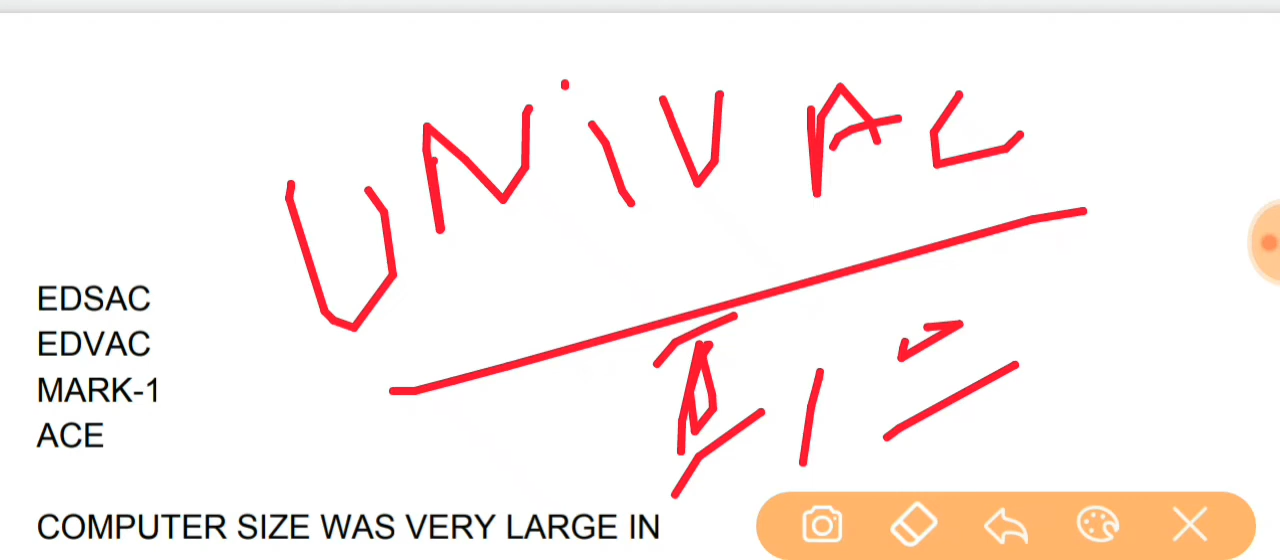 UNiVAC
EDSAC
EDVAC
MARK-1
ACE
COMPUTER SIZE WAS VERY LARGE IN